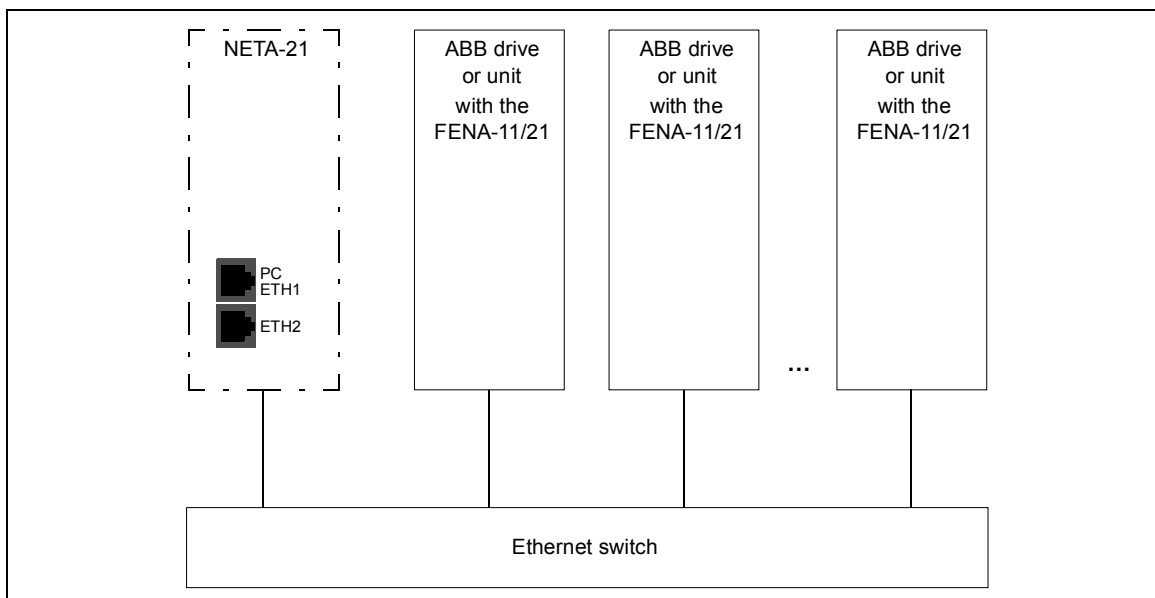 NETA-21
PC
ETH1
ETH2
ABB drive
or unit
with the
FENA-11/21
ABB drive
or unit
with the
FENA-11/21
...
ABB drive
or unit
with the
FENA-11/21
Ethernet switch